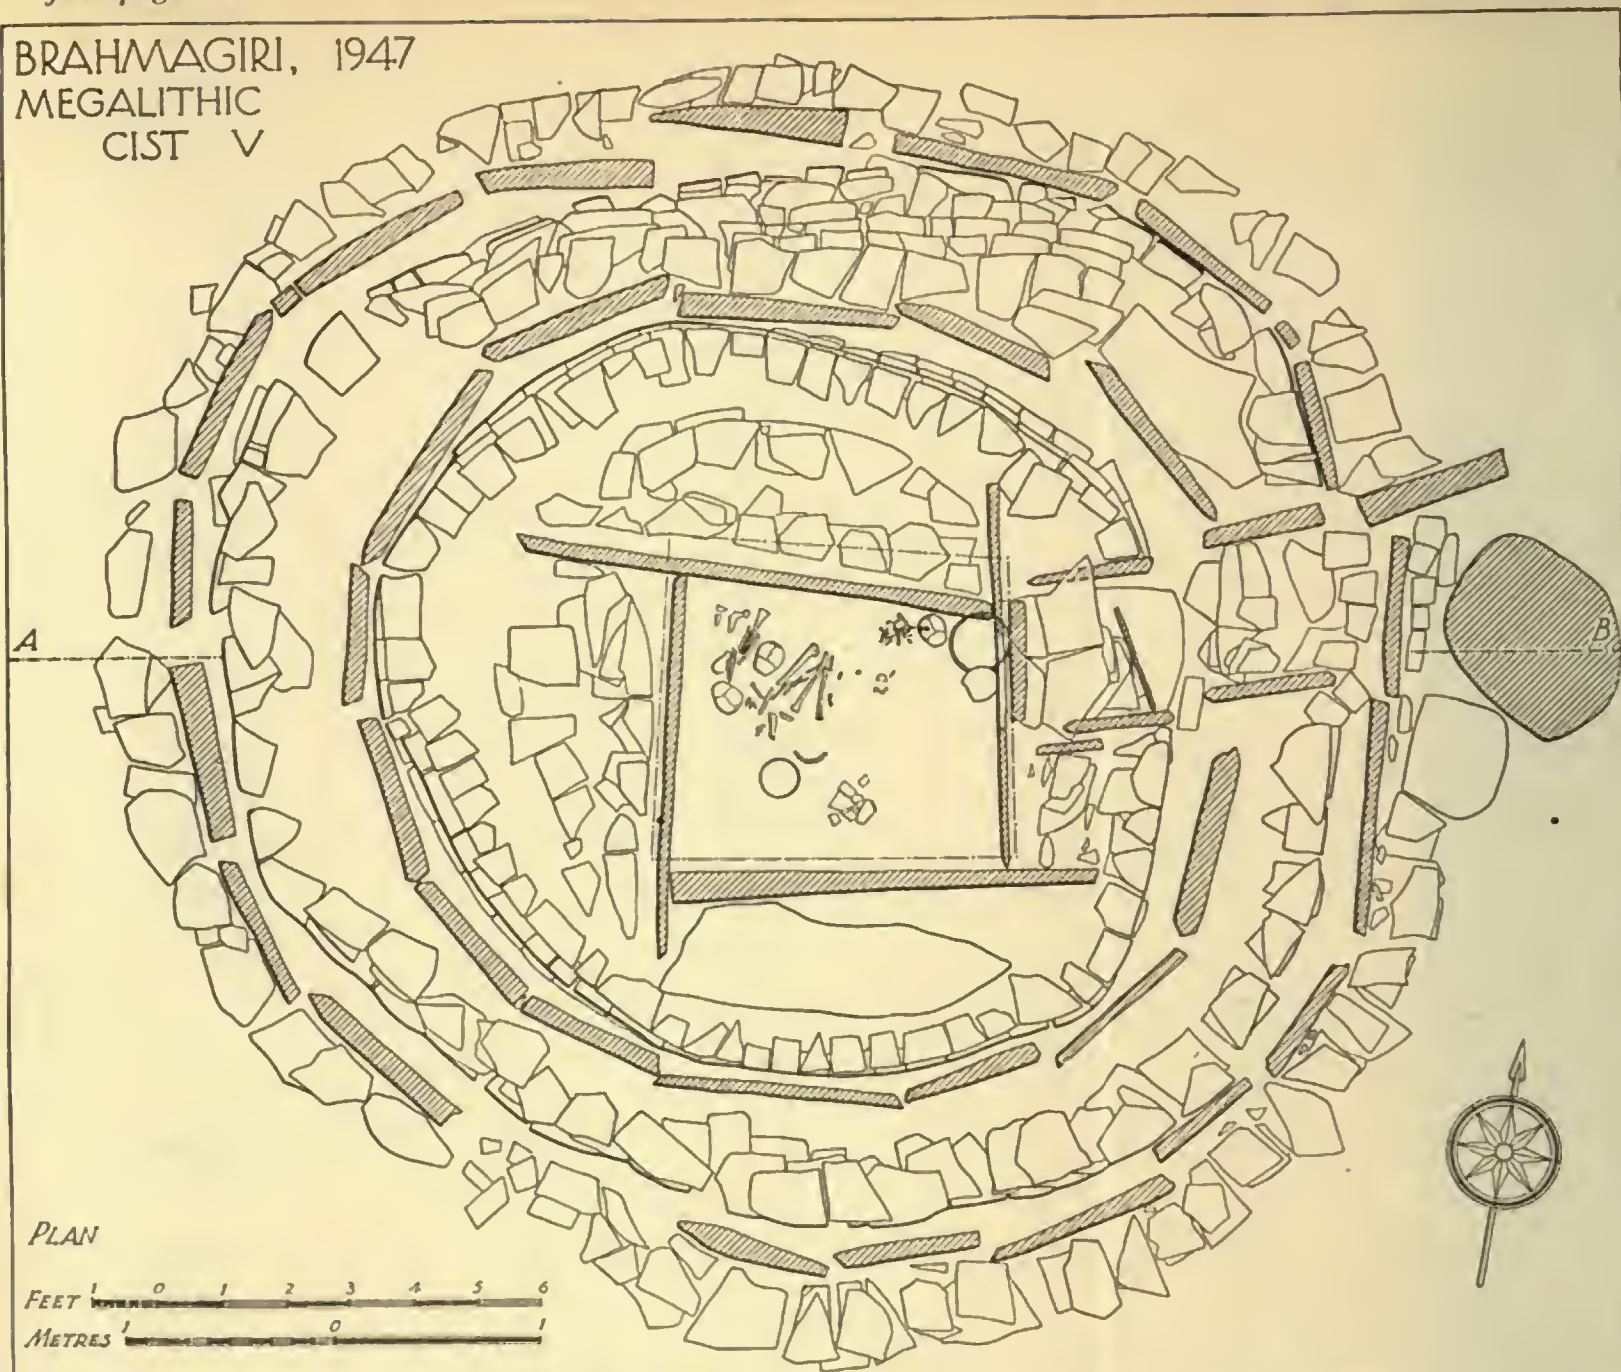 BRAHMAGIRI, 1947
MEGALITHIC
CIST V
A
B
PLAN
FEET 1 0 1 2 3 4 5 6
METRES 1 0 1